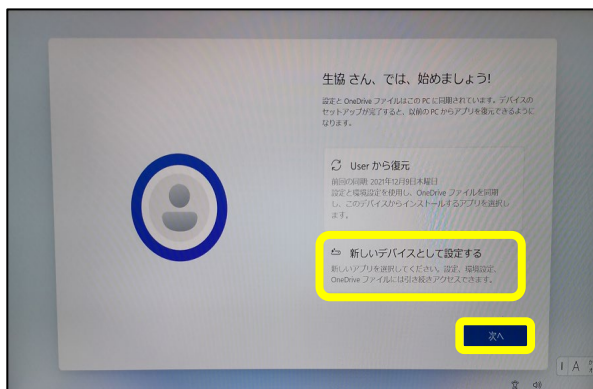 生協 さん、では、始めましょう!
設定と OneDrive ファイルはこの PC に同期されています。デバイスの
セットアップが完了すると、以前の PC からアプリを復元できるように
なります。
User から復元
前回の同期: 2021年12月9日木曜日
設定と環境設定を使用し、OneDrive ファイルを同期
し、このデバイスからインストールするアプリを選択し
ます。
新しいデバイスとして設定する
新しいアプリを選択してください。設定、環境設定、
OneDrive ファイルには引き続きアクセスできます。
次へ
A